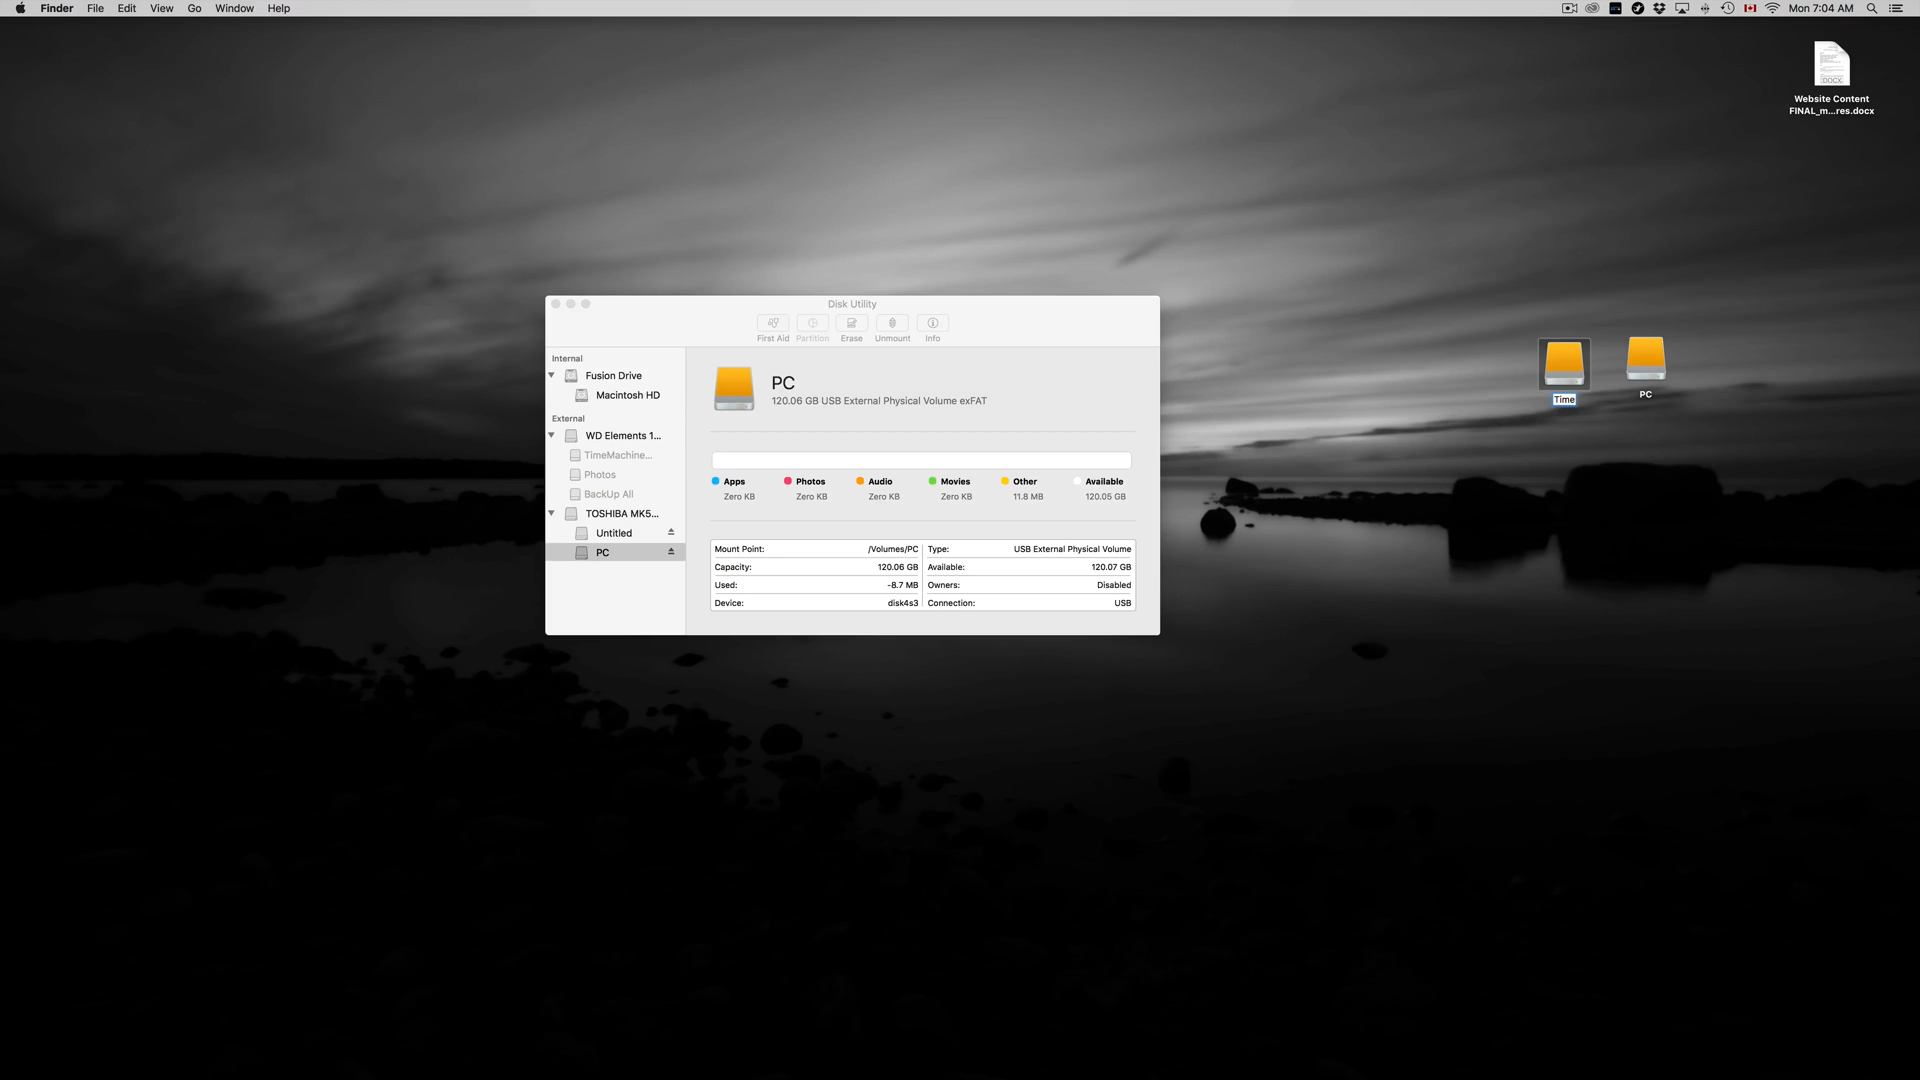 Finder File Edit View Go Window Help
Mon 7:04 AM
DOCX
Website Content
FINAL_m...res.docx
Disk Utility
First Aid Partition Erase Unmount Info
Internal
Fusion Drive
Macintosh HD
External
WD Elements 1...
TimeMachine...
Photos
BackUp All
TOSHIBA MK5...
Untitled
PC
PC
120.06 GB USB External Physical Volume exFAT
Apps Photos Audio Movies Other Available
Zero KB Zero KB Zero KB Zero KB 11.8 MB 120.05 GB
Mount Point: /Volumes/PC Type: USB External Physical Volume
Capacity: 120.06 GB Available: 120.07 GB
Used: -8.7 MB Owners: Disabled
Device: disk4s3 Connection: USB
Time
PC